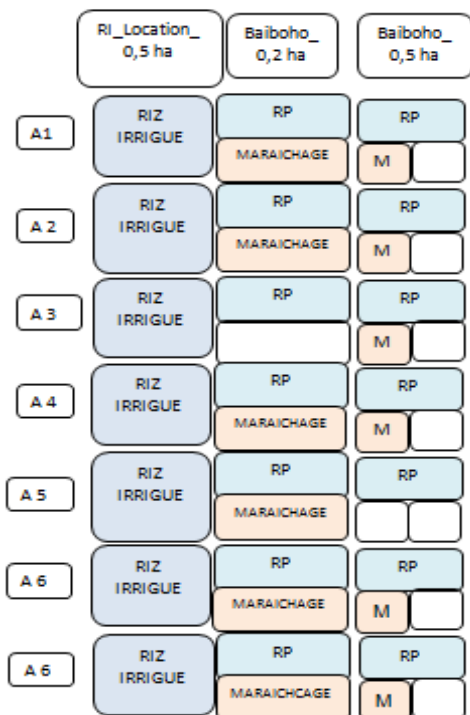 RI_Location_
0,5 ha
Baiboho_
0,2 ha
Baiboho_
0,5 ha
A1
RIZ
IRRIGUE
RP
MARAICHAGE
RP
M
A 2
RIZ
IRRIGUE
RP
MARAICHAGE
RP
M
A 3
RIZ
IRRIGUE
RP
RP
M
A 4
RIZ
IRRIGUE
RP
MARAICHAGE
RP
M
A 5
RIZ
IRRIGUE
RP
MARAICHAGE
RP
A 6
RIZ
IRRIGUE
RP
MARAICHAGE
RP
M
A 6
RIZ
IRRIGUE
RP
MARAICHCAGE
RP
M